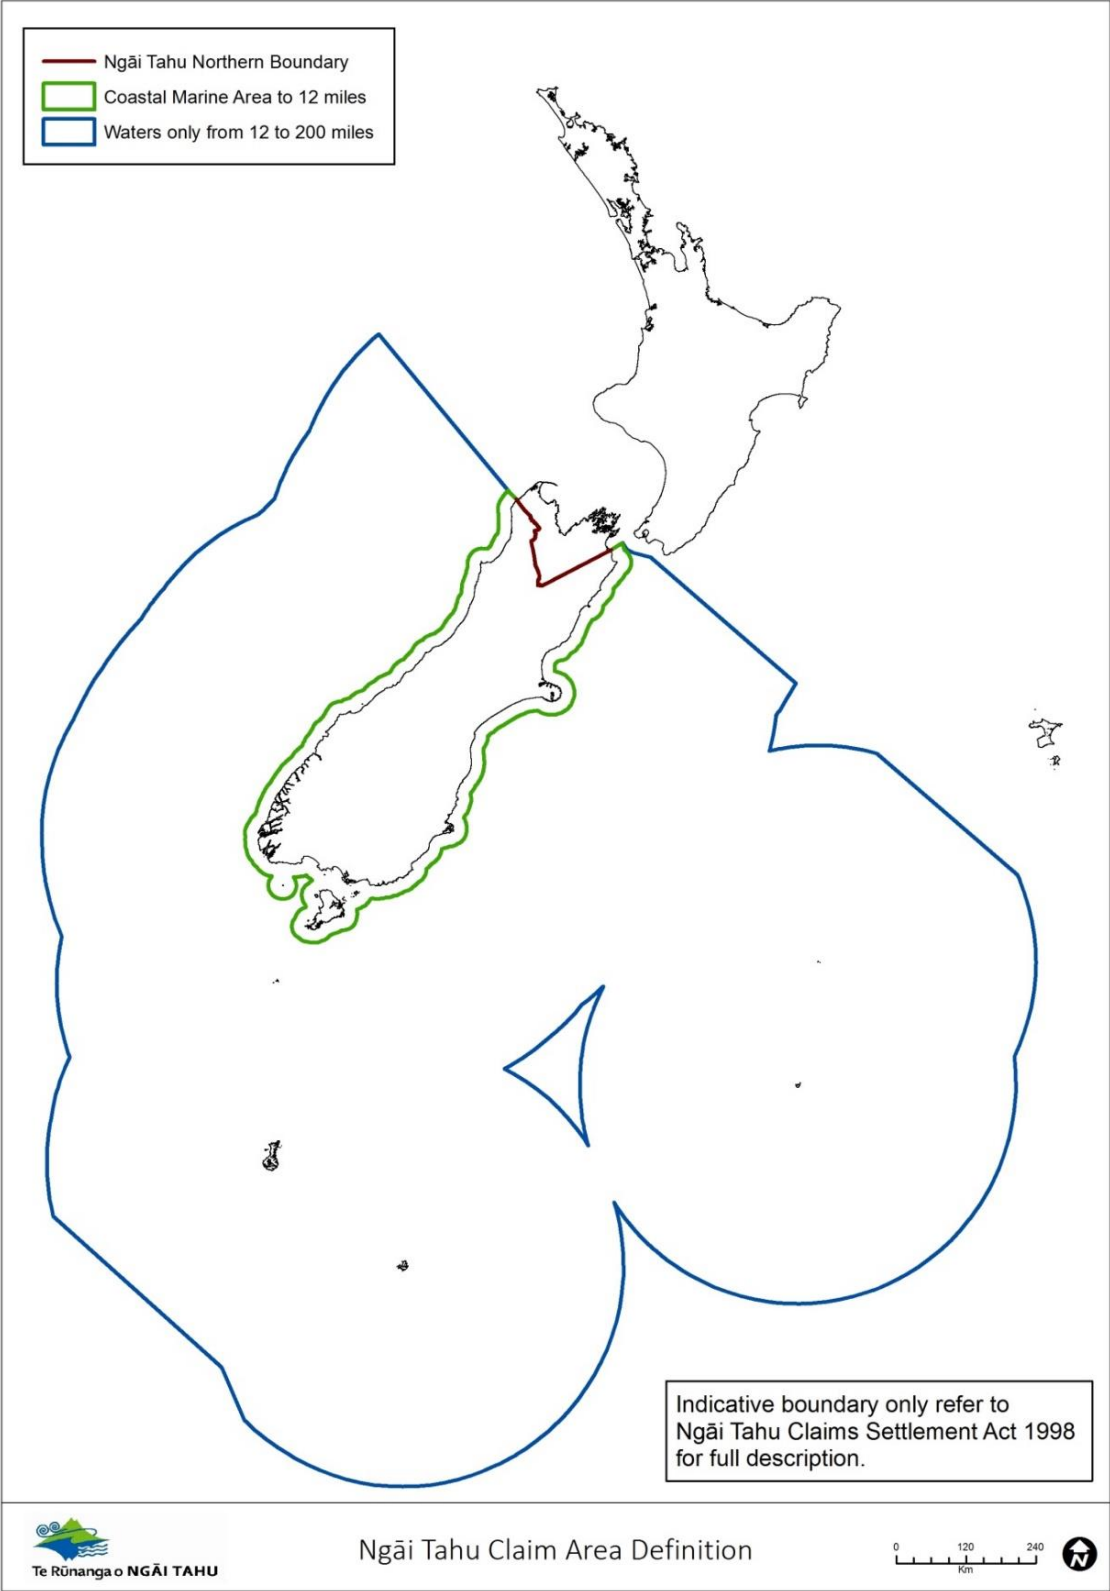 Ngāi Tahu Northern Boundary
Coastal Marine Area to 12 miles
Waters only from 12 to 200 miles
Indicative boundary only refer to
Ngāi Tahu Claims Settlement Act 1998
for full description.
Te Rūnanga o NGĀI TAHU
Ngāi Tahu Claim Area Definition
0 120 240
Km
N